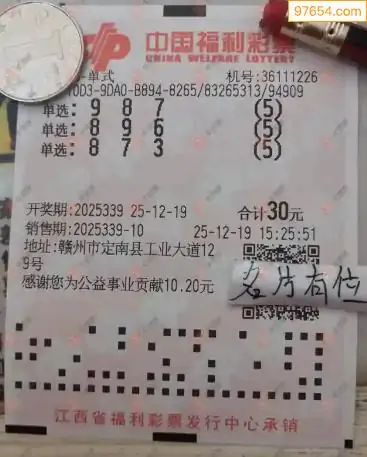 97654.com
中国福利彩票
CHINA WELFARE LOTTERY
-单式 机号:36111226
10D3-9DA0-B894-8265/83265313/94909
单选: 9 8 7 (5)
单选: 8 9 6 (5)
单选: 8 7 3 (5)
开奖期:2025339 25-12-19 合计30元
销售期:2025339-10 25-12-19 15:25:51
地址:赣州市定南县工业大道12
9号
感谢您为公益事业贡献10.20元
名片有位
江西省福利彩票发行中心承销